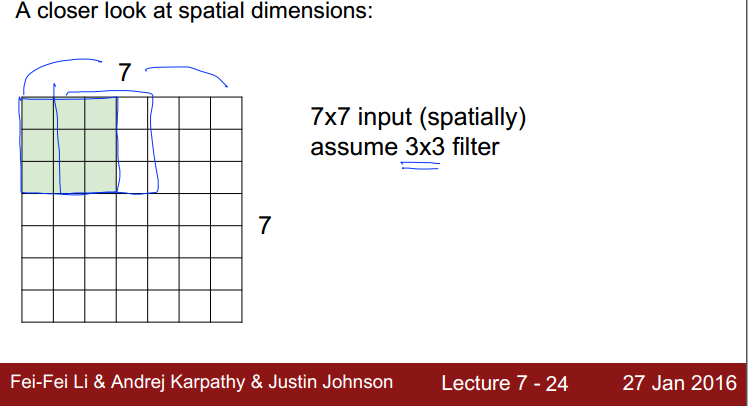 A closer look at spatial dimensions:
7
7x7 input (spatially)
assume 3x3 filter
7
Fei-Fei Li & Andrej Karpathy & Justin Johnson
Lecture 7 - 24
27 Jan 2016